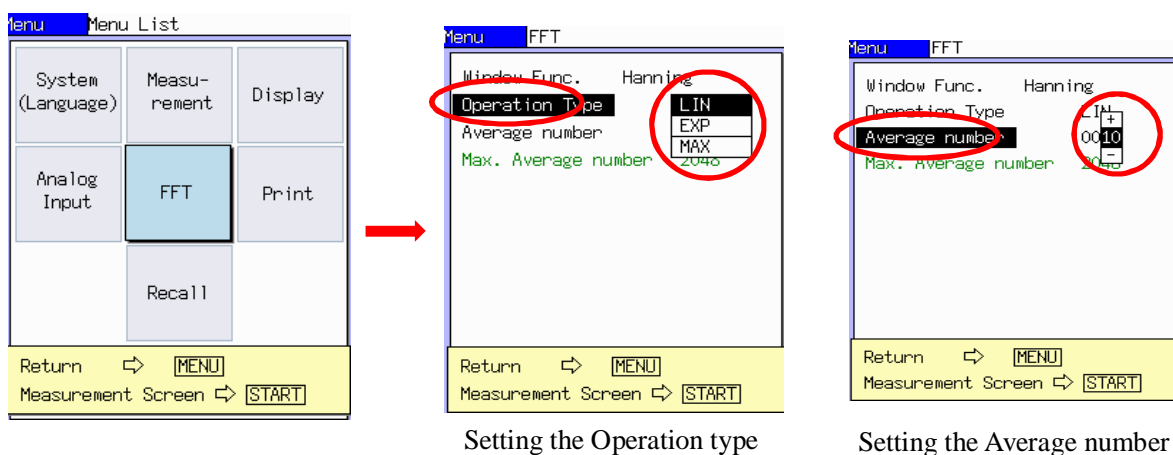 Menu Menu List
System
(Language)
Measu-
rement
Display
Analog
Input
FFT
Print
Recall
Return ⇨ MENU
Measurement Screen ⇨ START
Menu FFT
Window Func. Hanning
Operation Type LIN
EXP
Average number
MAX
Max. Average number 2048
Return ⇨ MENU
Measurement Screen ⇨ START
Setting the Operation type
Menu FFT
Window Func. Hanning
Operation Type LIN
+
Average number 0010
-
Max. Average number 2048
Return ⇨ MENU
Measurement Screen ⇨ START
Setting the Average number